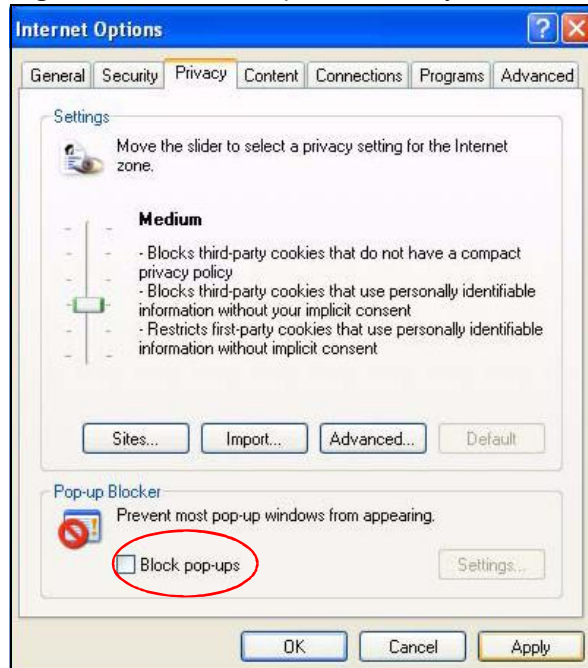 Internet Options
General Security Privacy Content Connections Programs Advanced
Settings
Move the slider to select a privacy setting for the Internet
zone.
Medium
- Blocks third-party cookies that do not have a compact
privacy policy
- Blocks third-party cookies that use personally identifiable
information without your implicit consent
- Restricts first-party cookies that use personally identifiable
information without implicit consent
Sites... Import... Advanced... Default
Pop-up Blocker
Prevent most pop-up windows from appearing.
Block pop-ups Settings...
OK Cancel Apply